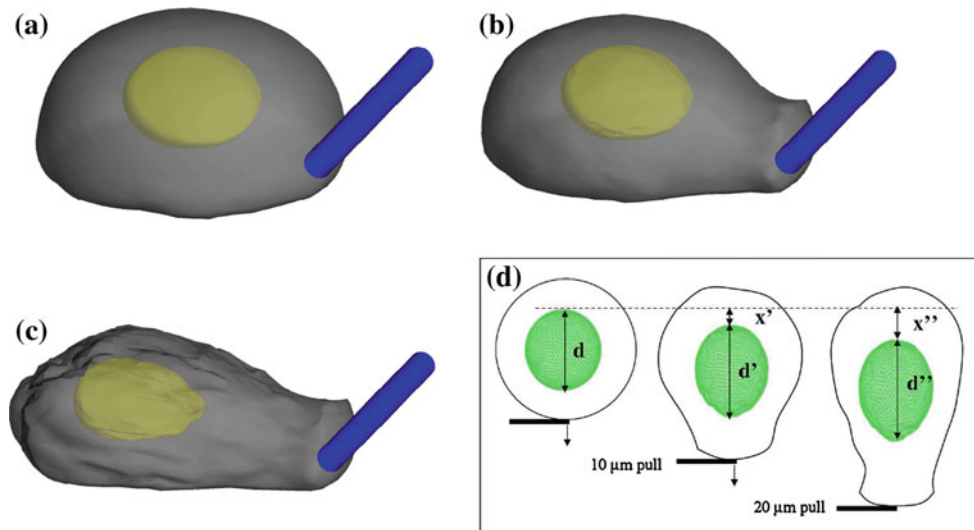 (a)
(b)
(c)
(d)
d
x'
d'
10 µm pull
x''
d''
20 µm pull